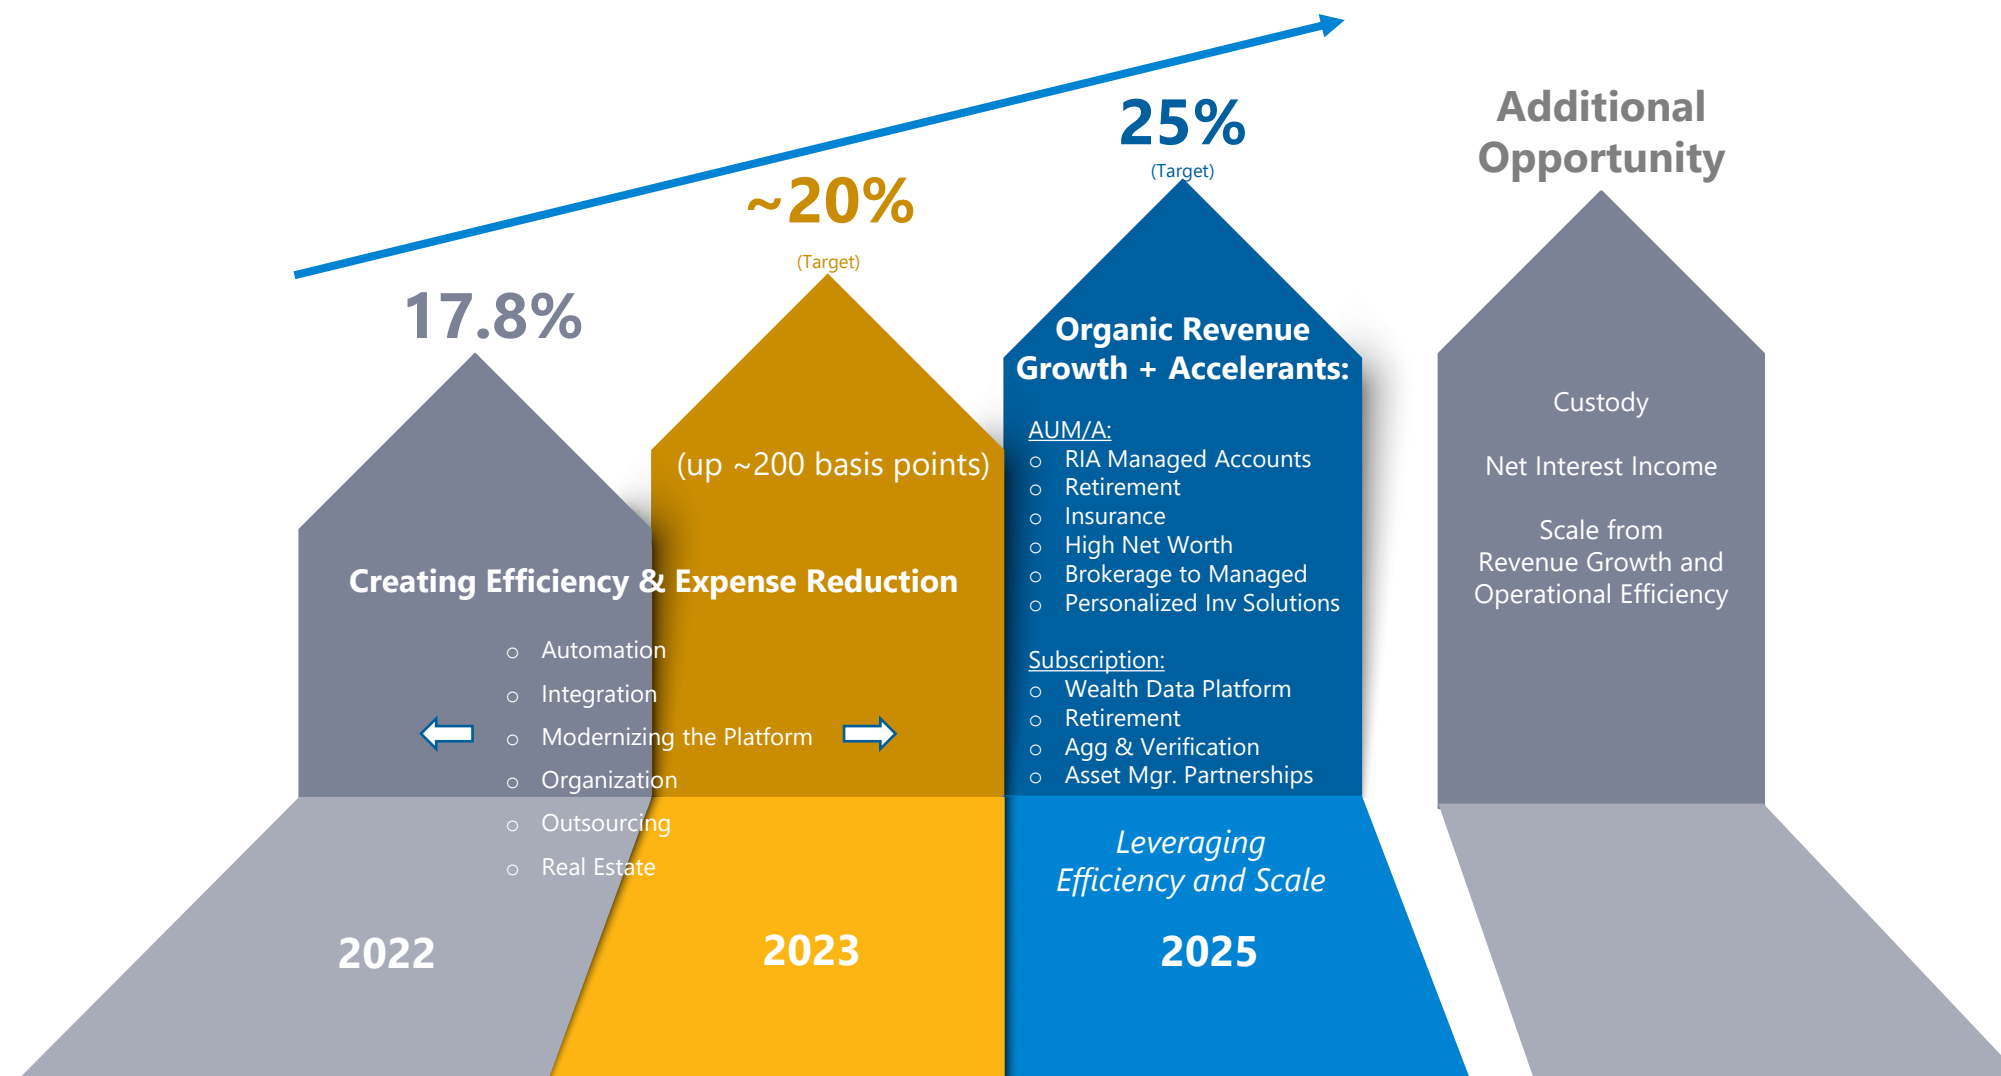 17.8%
~20%
(Target)
25%
(Target)
Additional
Opportunity
(up ~200 basis points)
Creating Efficiency & Expense Reduction
o Automation
o Integration
o Modernizing the Platform
o Organization
o Outsourcing
o Real Estate
Organic Revenue
Growth + Accelerants:
AUM/A:
o RIA Managed Accounts
o Retirement
o Insurance
o High Net Worth
o Brokerage to Managed
o Personalized Inv Solutions
Subscription:
o Wealth Data Platform
o Retirement
o Agg & Verification
o Asset Mgr. Partnerships
Leveraging
Efficiency and Scale
Custody
Net Interest Income
Scale from
Revenue Growth and
Operational Efficiency
2022
2023
2025